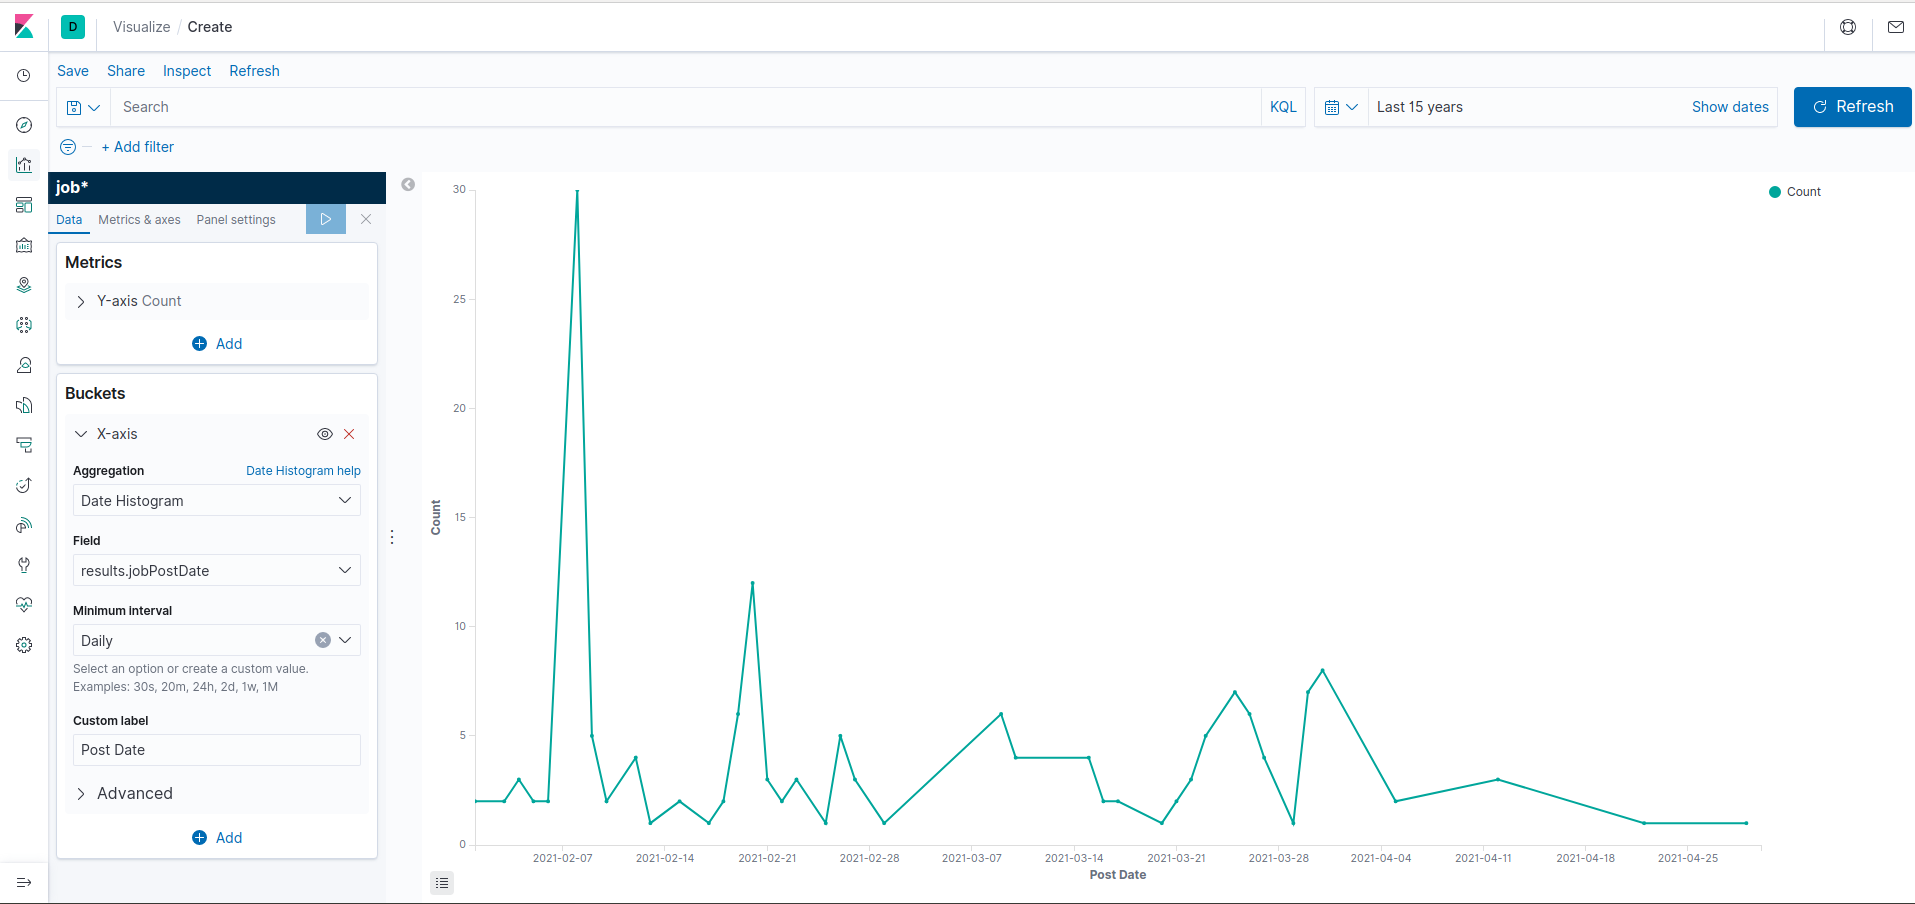 D Visualize / Create
Save Share Inspect Refresh
Search KQL Last 15 years Show dates Refresh
+ Add filter
job*
Data Metrics & axes Panel settings
Metrics
Y-axis Count
Add
Buckets
X-axis
Aggregation Date Histogram help
Date Histogram
Field
results.jobPostDate
Minimum interval
Daily
Select an option or create a custom value.
Examples: 30s, 20m, 24h, 2d, 1w, 1M
Custom label
Post Date
Advanced
Add
Count
30
25
20
15
10
5
0
2021-02-07 2021-02-14 2021-02-21 2021-02-28 2021-03-07 2021-03-14 2021-03-21 2021-03-28 2021-04-04 2021-04-11 2021-04-18 2021-04-25
Post Date
Count